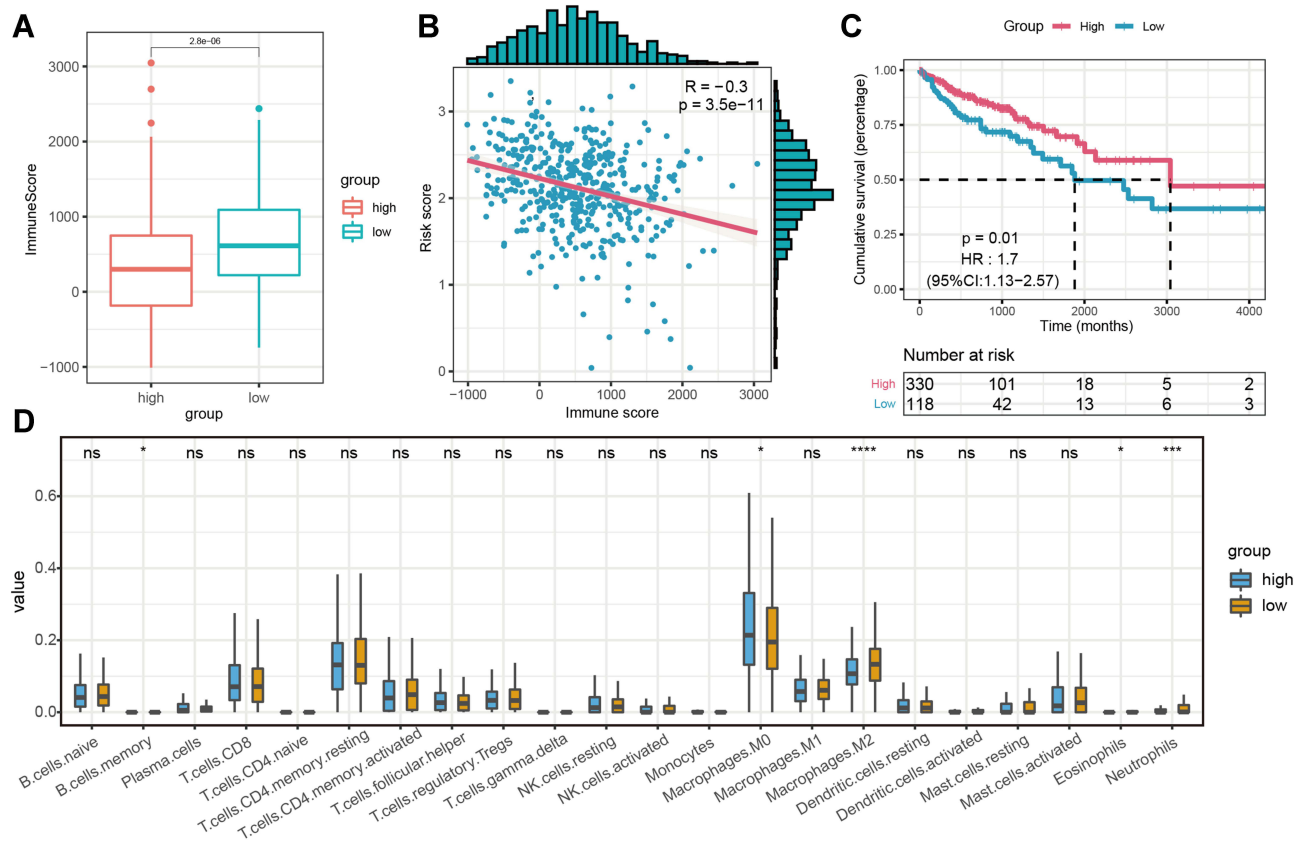 A
2.8e-06
3000
2000
1000
0
−1000
ImmuneScore
high
low
group
group
high
low
B
R = −0.3
p = 3.5e−11
3
2
1
0
Risk score
−1000
0
1000
2000
3000
Immune score
C
Group
High
Low
1.00
0.75
0.50
0.25
0.00
Cumulative survival (percentage)
p = 0.01
HR : 1.7
(95%CI:1.13−2.57)
0
1000
2000
3000
4000
Time (months)
Number at risk
High 330 101 18 5 2
Low 118 42 13 6 3
D
ns * ns ns ns ns ns ns ns ns ns ns ns * ns **** ns ns ns ns * ***
0.6
0.4
0.2
0.0
value
B.cells.naive
B.cells.memory
Plasma.cells
T.cells.CD8
T.cells.CD4.naive
T.cells.CD4.memory.resting
T.cells.CD4.memory.activated
T.cells.follicular.helper
T.cells.regulatory.Tregs
T.cells.gamma.delta
NK.cells.resting
NK.cells.activated
Monocytes
Macrophages.M0
Macrophages.M1
Macrophages.M2
Dendritic.cells.resting
Dendritic.cells.activated
Mast.cells.resting
Mast.cells.activated
Eosinophils
Neutrophils
group
high
low